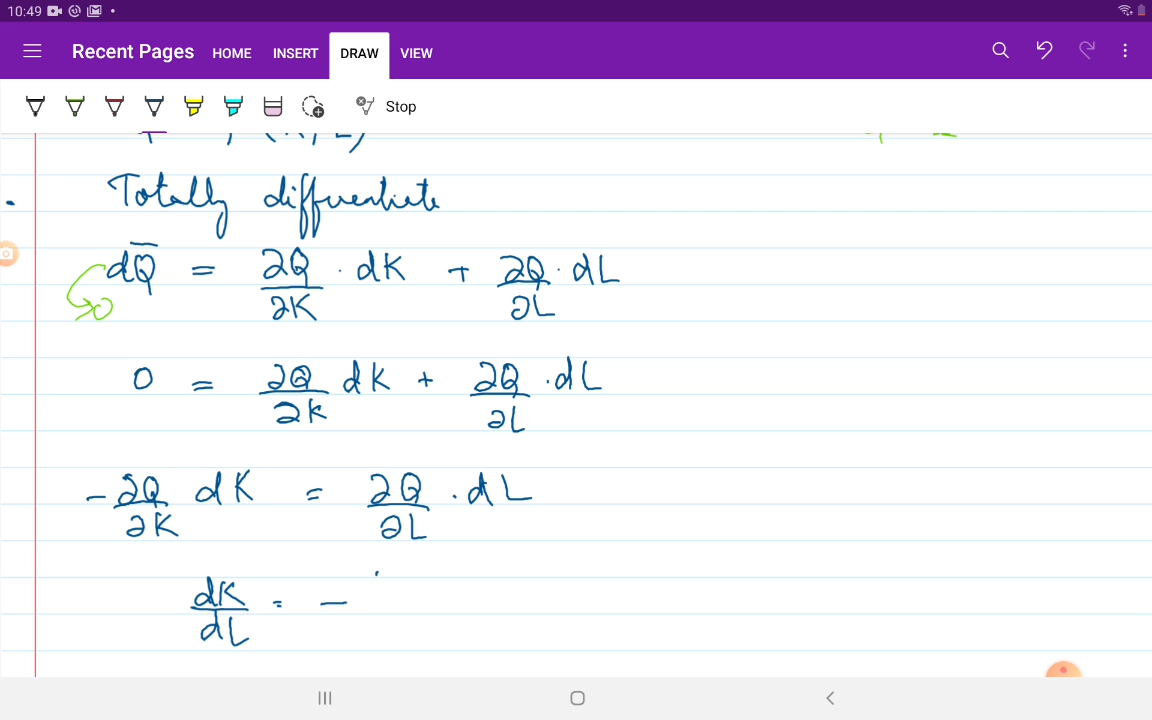 10:49
Recent Pages HOME INSERT DRAW VIEW
Stop
Totally differentiate
dQ̅ = ∂Q/∂K · dK + ∂Q/∂L · dL
0
0 = ∂Q/∂K dK + ∂Q/∂L · dL
- ∂Q/∂K dK = ∂Q/∂L · dL
dK/dL = -